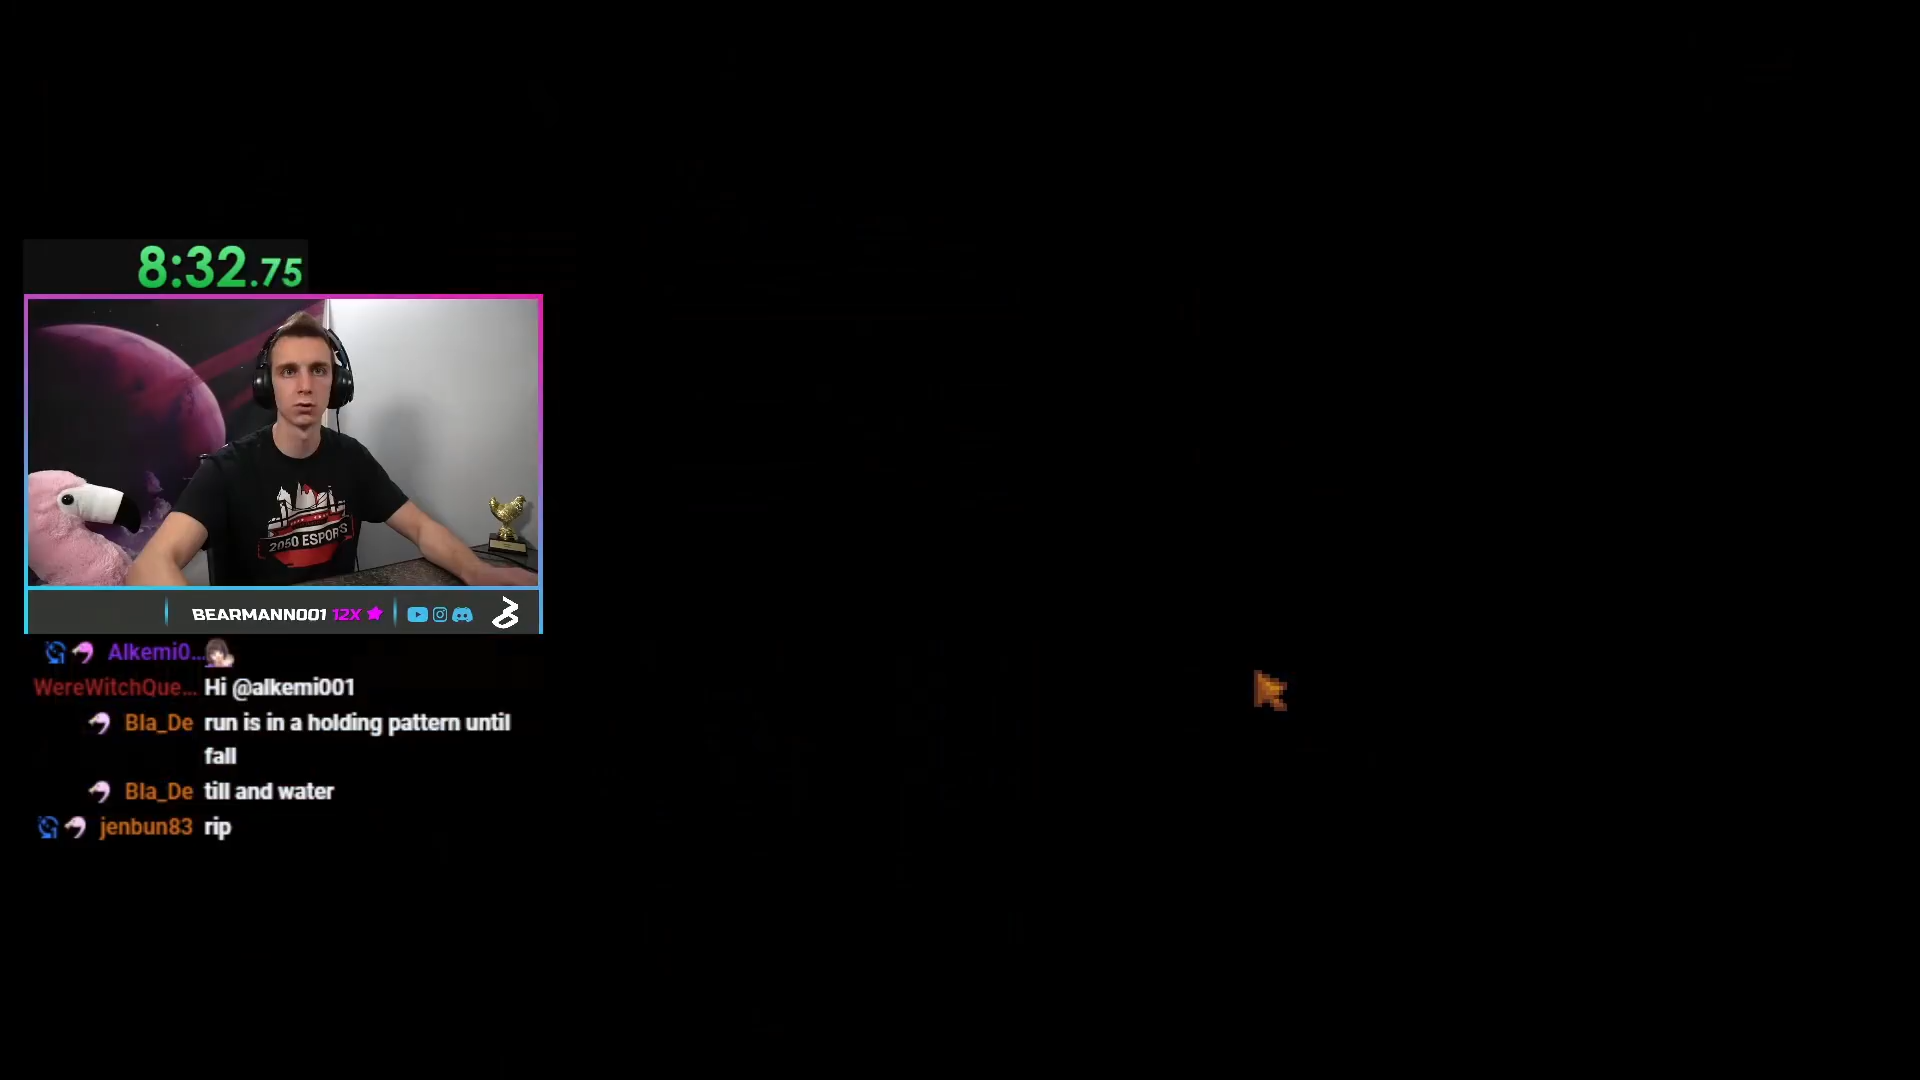 8:32.75
2050 ESPORTS
BEARMANN001 12X
Alkemi0...
WereWitchQue... Hi @alkemi001
Bla_De run is in a holding pattern until
fall
Bla_De till and water
jenbun83 rip